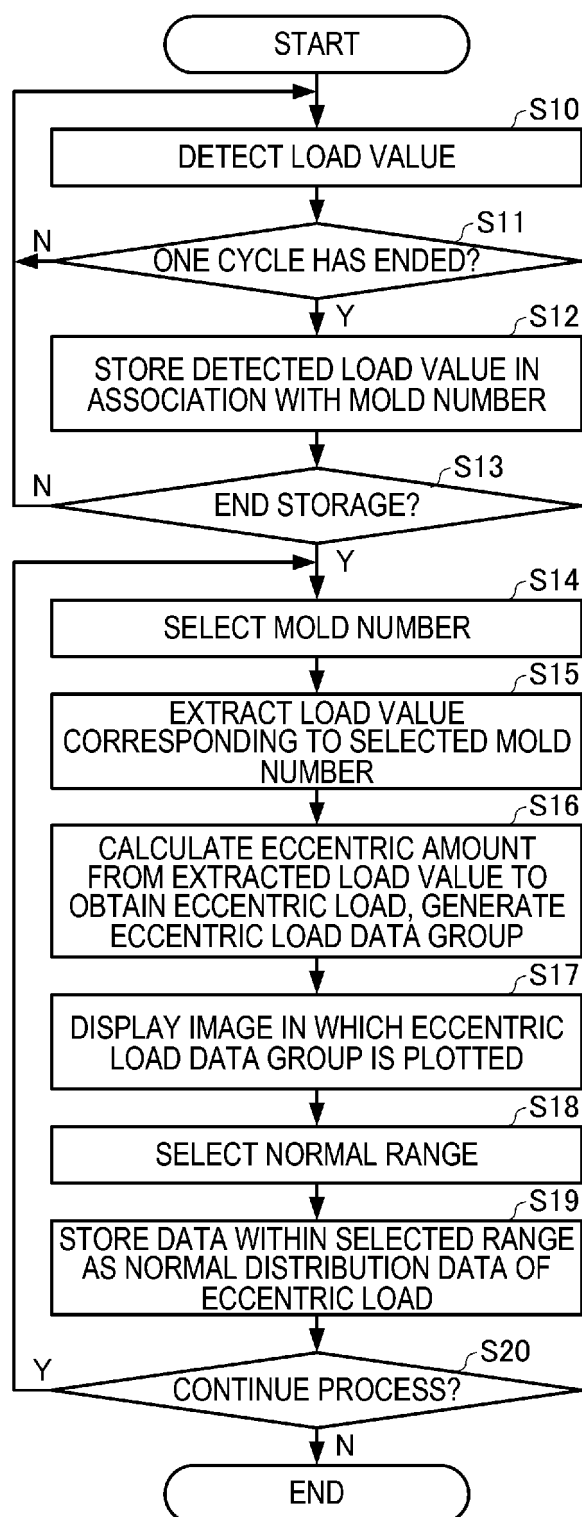 START
S10
DETECT LOAD VALUE
S11
N
ONE CYCLE HAS ENDED?
Y
S12
STORE DETECTED LOAD VALUE IN
ASSOCIATION WITH MOLD NUMBER
S13
N
END STORAGE?
Y
S14
SELECT MOLD NUMBER
S15
EXTRACT LOAD VALUE
CORRESPONDING TO SELECTED MOLD
NUMBER
S16
CALCULATE ECCENTRIC AMOUNT
FROM EXTRACTED LOAD VALUE TO
OBTAIN ECCENTRIC LOAD, GENERATE
ECCENTRIC LOAD DATA GROUP
S17
DISPLAY IMAGE IN WHICH ECCENTRIC
LOAD DATA GROUP IS PLOTTED
S18
SELECT NORMAL RANGE
S19
STORE DATA WITHIN SELECTED RANGE
AS NORMAL DISTRIBUTION DATA OF
ECCENTRIC LOAD
S20
Y
CONTINUE PROCESS?
N
END